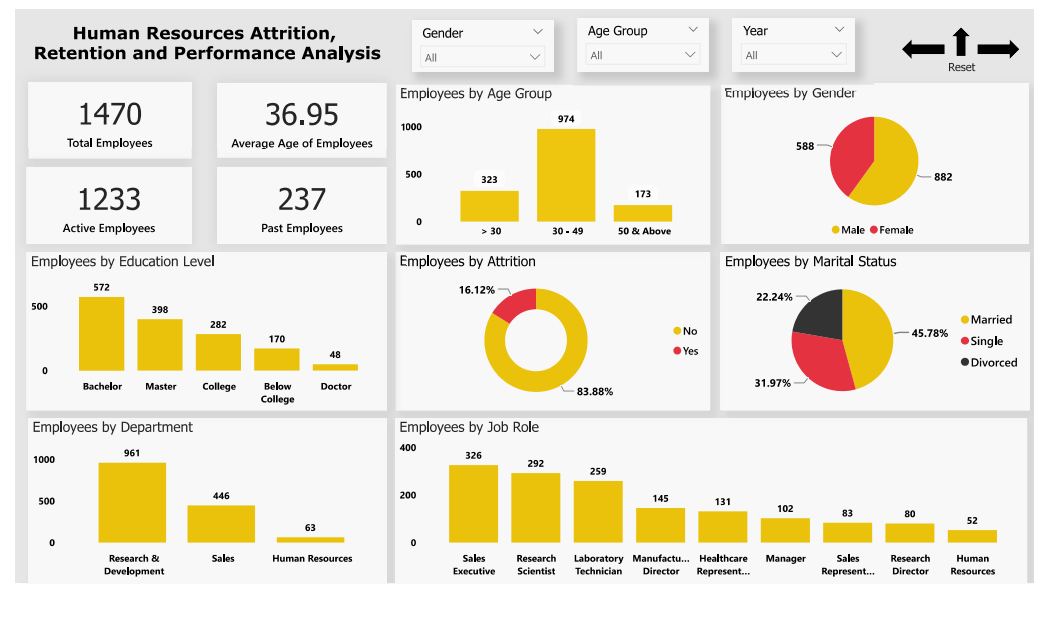 Human Resources Attrition,
Retention and Performance Analysis
Gender
All
Age Group
All
Year
All
Reset
1470
Total Employees
36.95
Average Age of Employees
1233
Active Employees
237
Past Employees
Employees by Age Group
1000
500
0
323
974
173
> 30
30 - 49
50 & Above
Employees by Gender
588
882
Male
Female
Employees by Education Level
500
0
572
398
282
170
48
Bachelor
Master
College
Below
College
Doctor
Employees by Attrition
16.12%
83.88%
No
Yes
Employees by Marital Status
22.24%
45.78%
31.97%
Married
Single
Divorced
Employees by Department
1000
500
0
961
446
63
Research &
Development
Sales
Human Resources
Employees by Job Role
400
200
0
326
292
259
145
131
102
83
80
52
Sales
Executive
Research
Scientist
Laboratory
Technician
Manufactu...
Director
Healthcare
Represent...
Manager
Sales
Represent...
Research
Director
Human
Resources